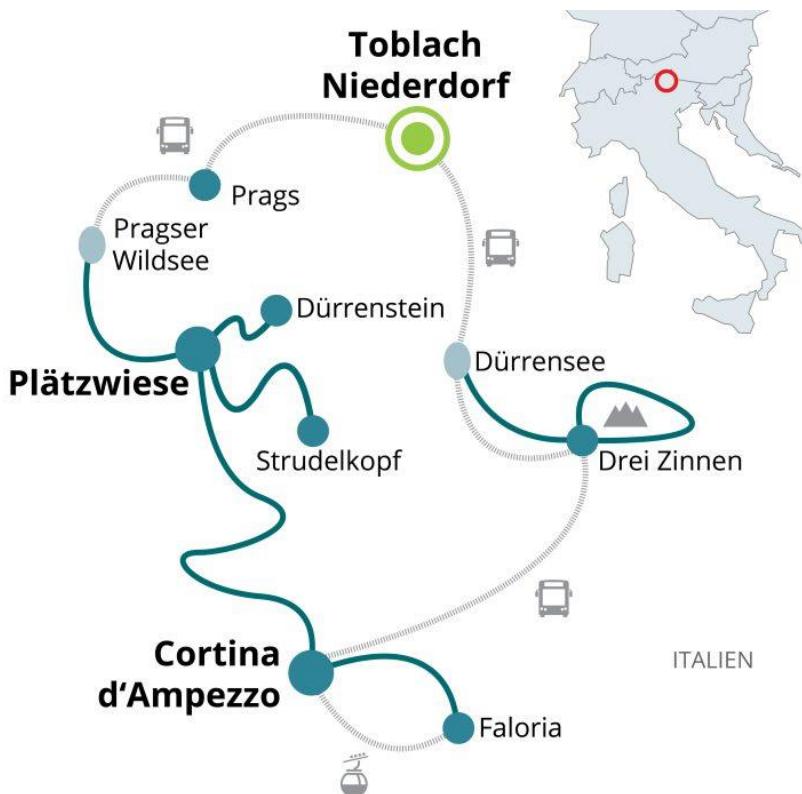 Toblach
Niederdorf
Prags
Pragser
Wildsee
Dürrenstein
Plätzwiese
Dürrensee
Strudelkopf
Drei Zinnen
Cortina
d‘Ampezzo
ITALIEN
Faloria